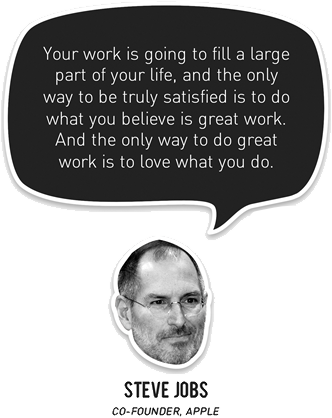 Your work is going to fill a large
part of your life, and the only
way to be truly satisfied is to do
what you believe is great work.
And the only way to do great
work is to love what you do.
STEVE JOBS
CO-FOUNDER, APPLE